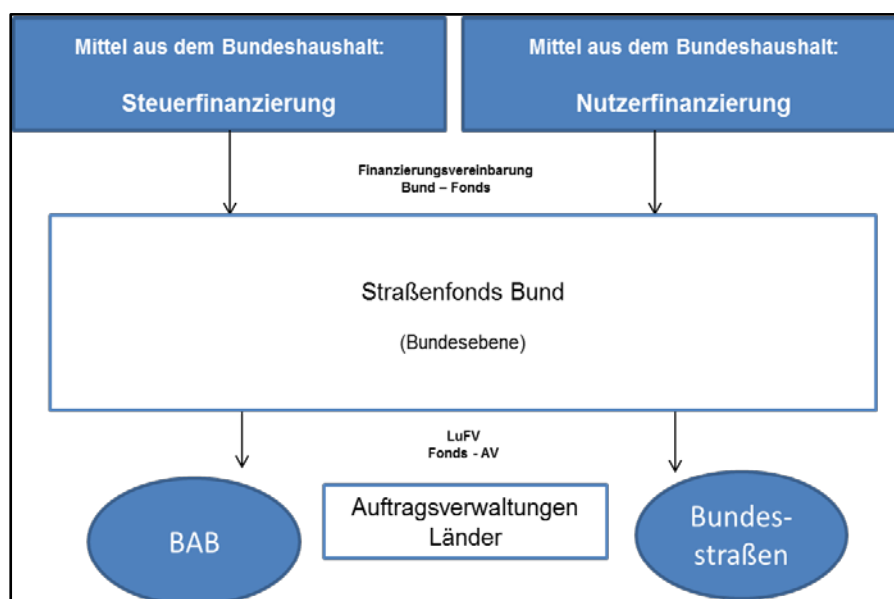 Mittel aus dem Bundeshaushalt:
Steuerfinanzierung
Mittel aus dem Bundeshaushalt:
Nutzerfinanzierung
Finanzierungsvereinbarung
Bund – Fonds
Straßenfonds Bund
(Bundesebene)
LuFV
Fonds - AV
BAB
Auftragsverwaltungen
Länder
Bundes-
straßen